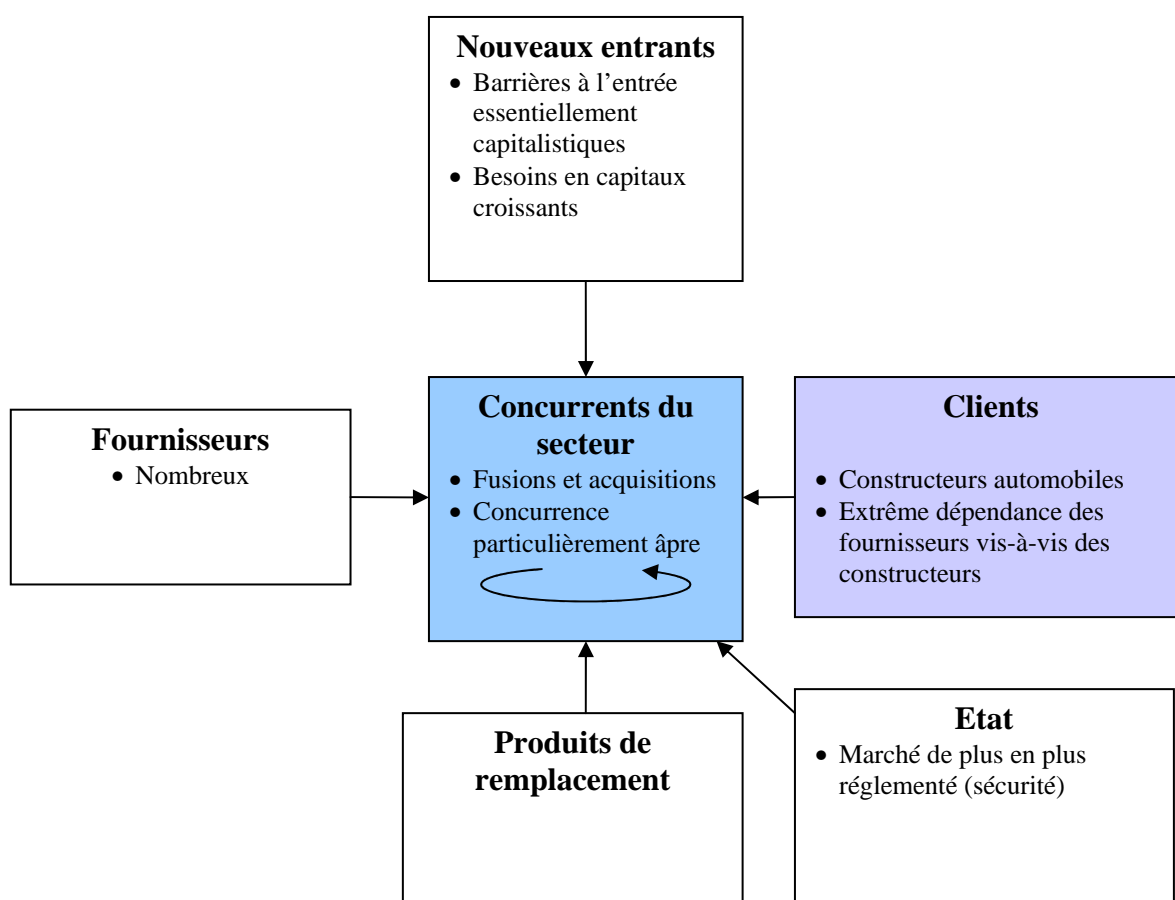 Nouveaux entrants
• Barrières à l’entrée
essentiellement
capitalistiques
• Besoins en capitaux
croissants
Fournisseurs
• Nombreux
Concurrents du
secteur
• Fusions et acquisitions
• Concurrence
particulièrement âpre
Clients
• Constructeurs automobiles
• Extrême dépendance des
fournisseurs vis-à-vis des
constructeurs
Produits de
remplacement
Etat
• Marché de plus en plus
réglementé (sécurité)